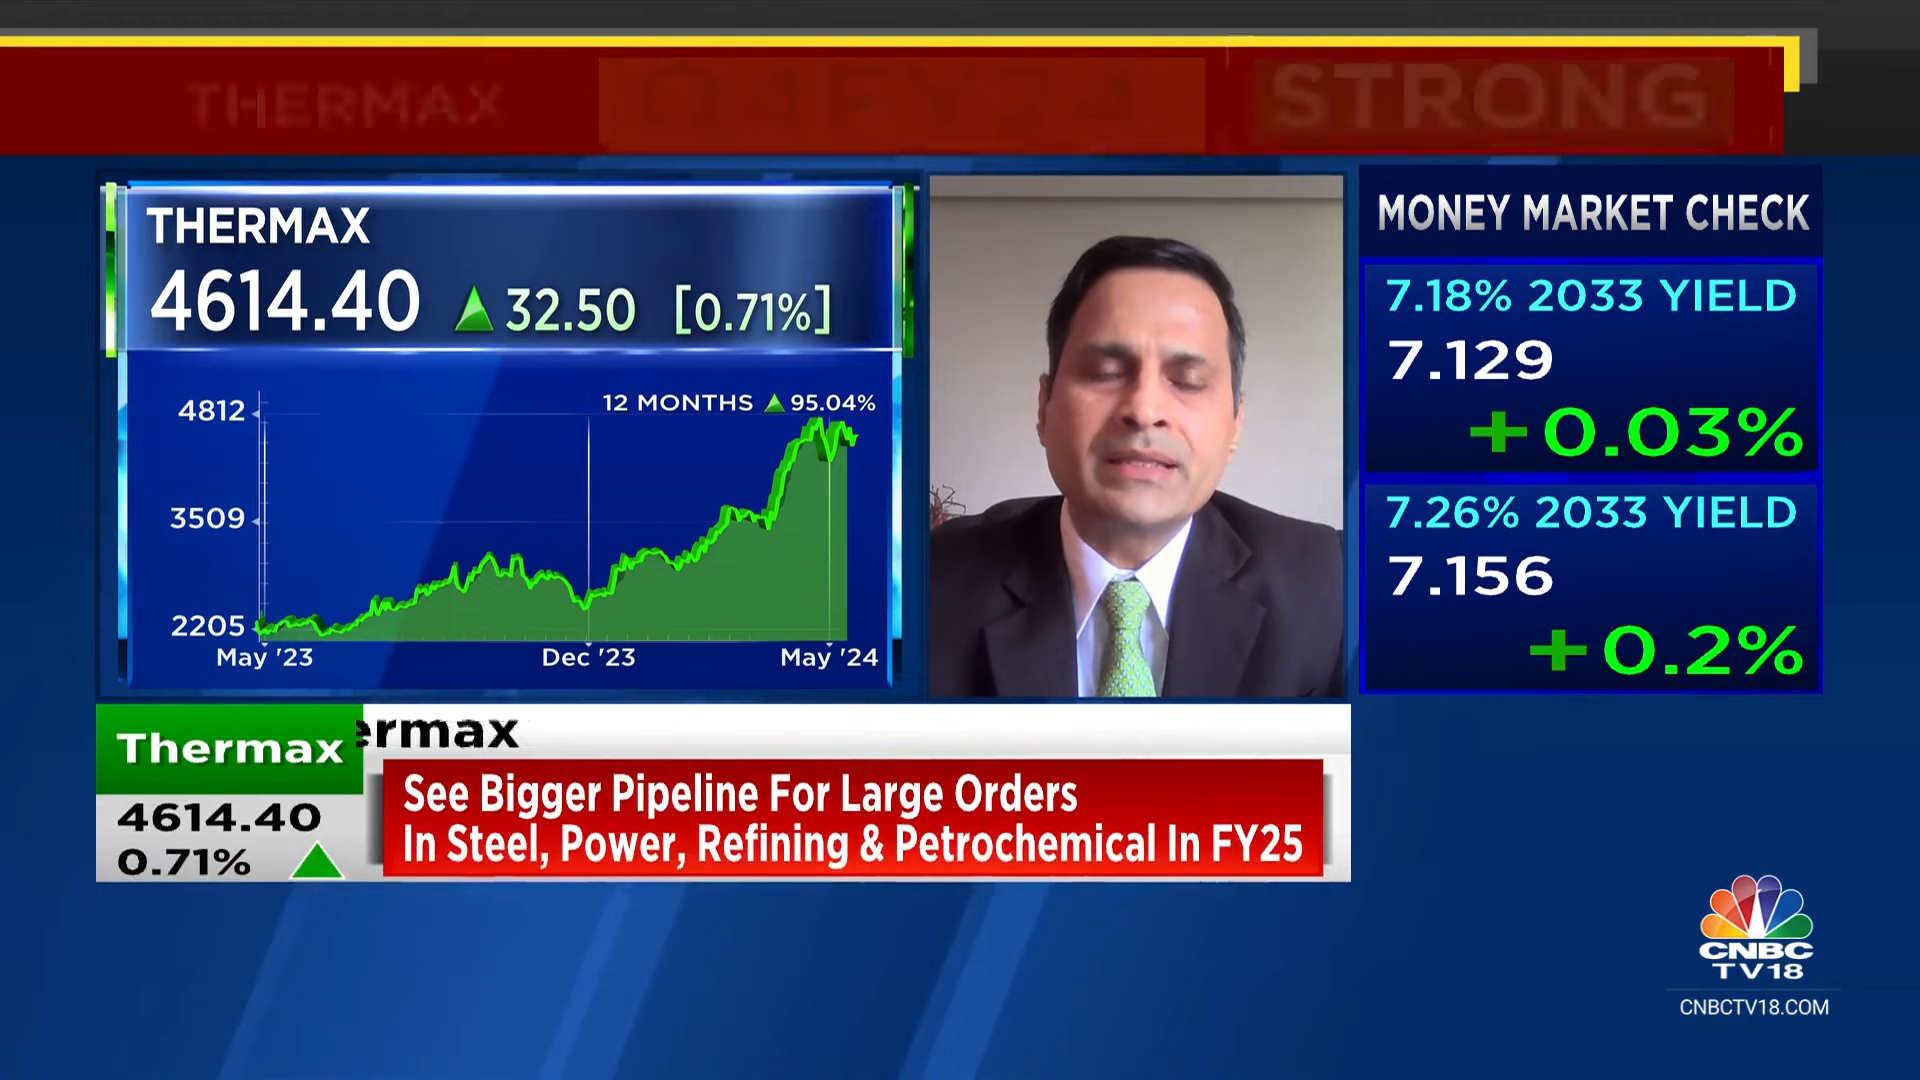 THERMAX
Q4FY24
STRONG
THERMAX
4614.40 32.50 [0.71%]
12 MONTHS 95.04%
4812
3509
2205
May '23
Dec '23
May '24
MONEY MARKET CHECK
7.18% 2033 YIELD
7.129
+0.03%
7.26% 2033 YIELD
7.156
+0.2%
Thermax
4614.40
0.71%
ermax
See Bigger Pipeline For Large Orders
In Steel, Power, Refining & Petrochemical In FY25
CNBC
TV18
CNBCTV18.COM